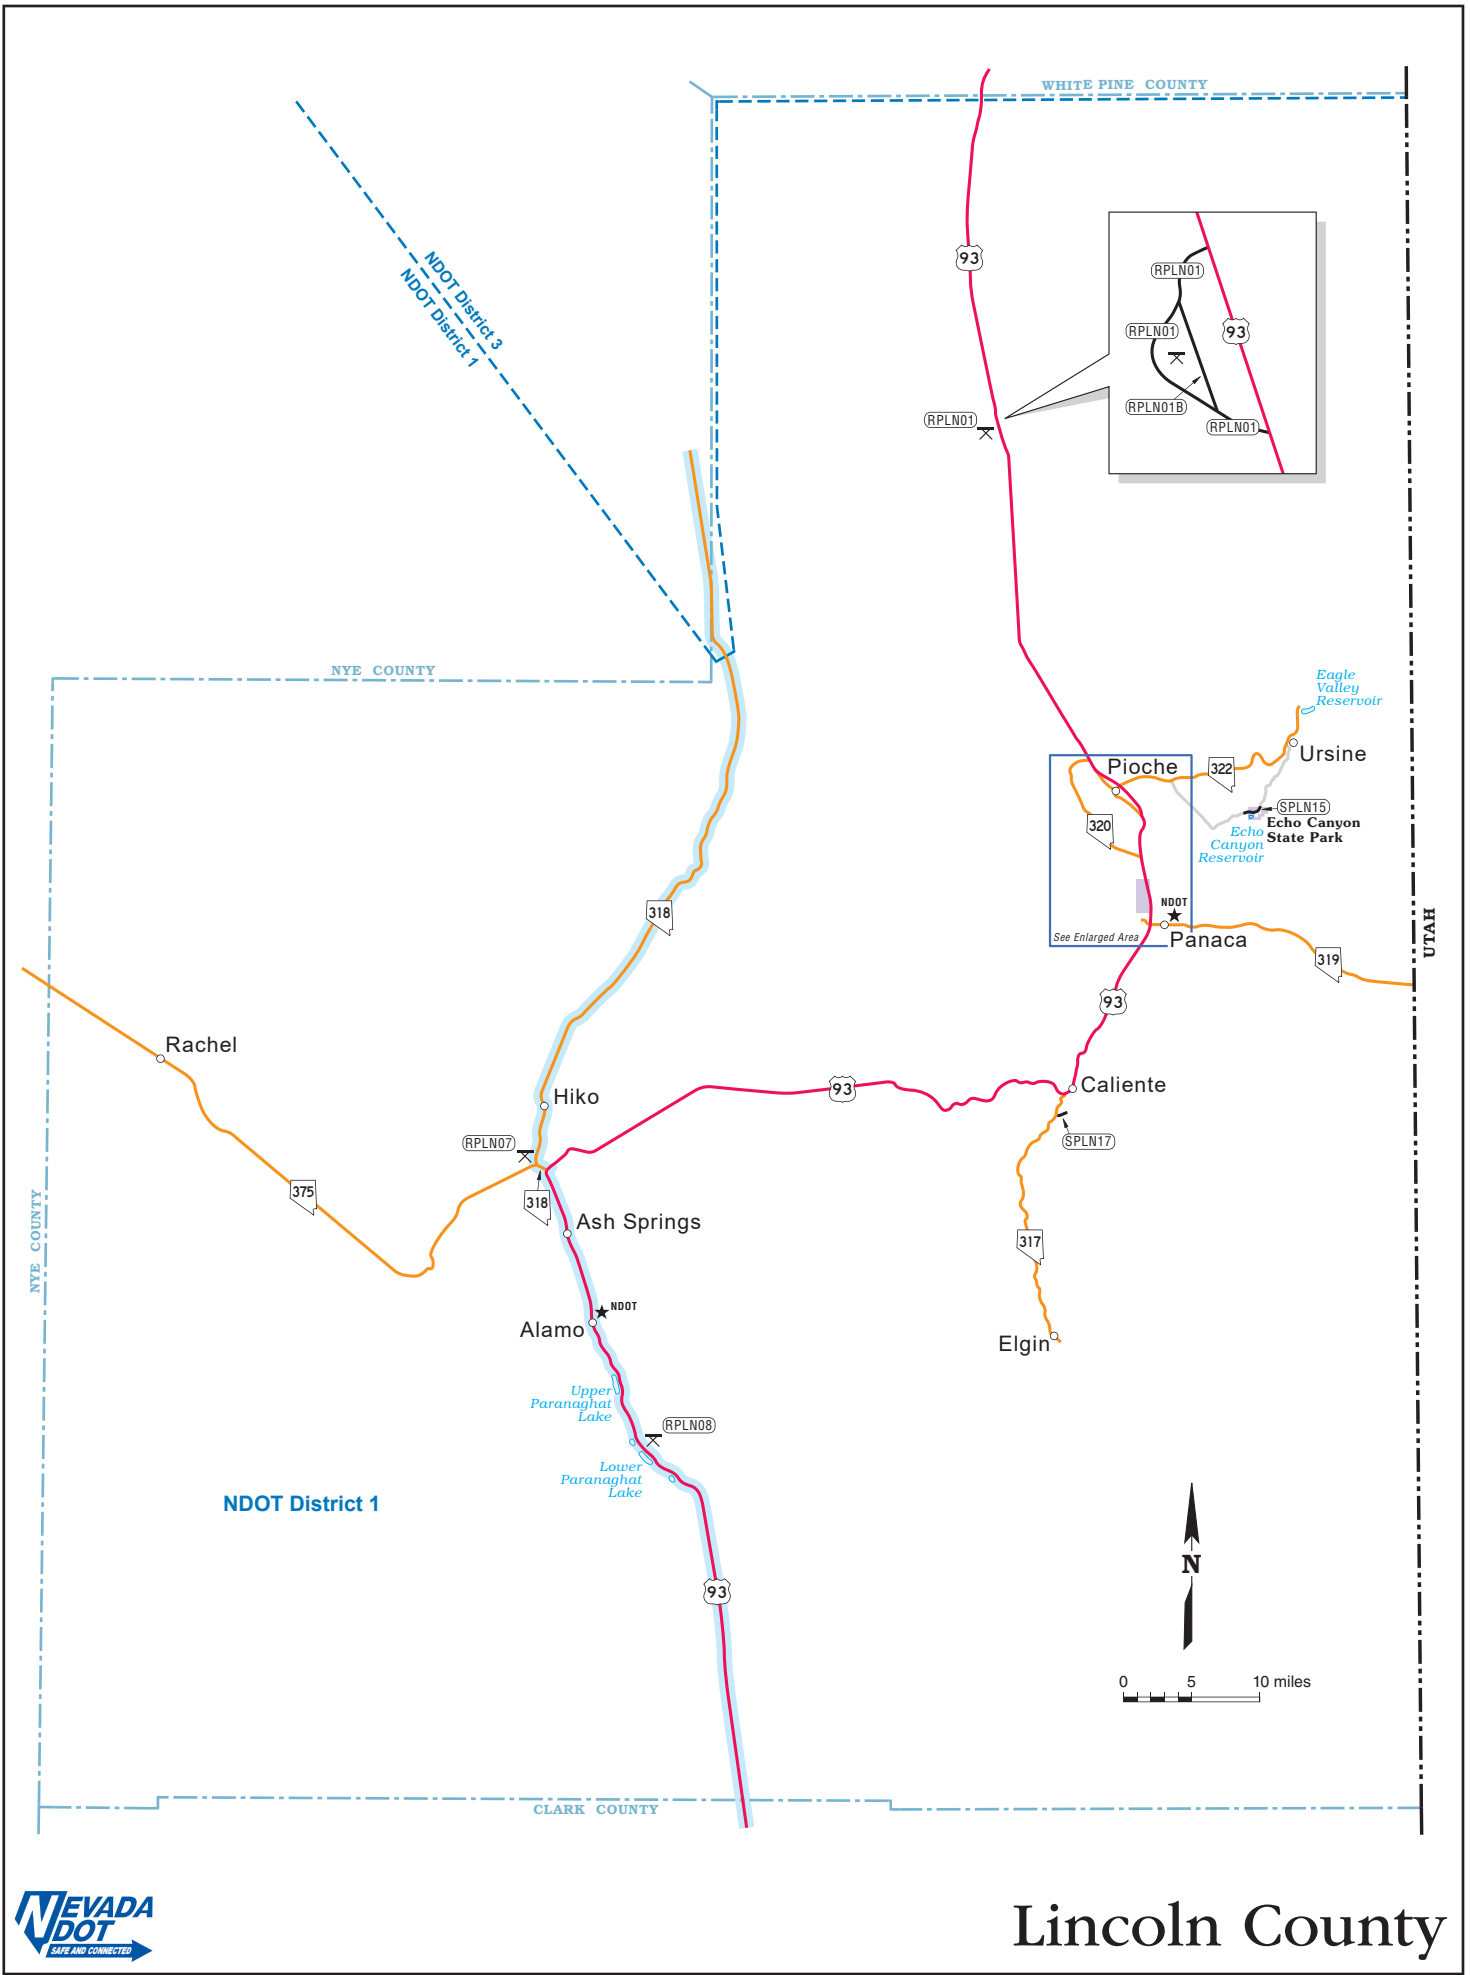 WHITE PINE COUNTY
NDOT District 3
NDOT District 1
93
RPLN01
RPLN01
93
RPLN01B
RPLN01
RPLN01
NYE COUNTY
Eagle
Valley
Reservoir
Ursine
Pioche
322
320
SPLN15
Echo Canyon
State Park
Echo
Canyon
Reservoir
NDOT
See Enlarged Area
Panaca
318
319
UTAH
93
Rachel
Hiko
93
Caliente
RPLN07
SPLN17
375
318
Ash Springs
NYE COUNTY
317
NDOT
Alamo
Elgin
Upper
Paranaghat
Lake
RPLN08
Lower
Paranaghat
Lake
NDOT District 1
N
93
0 5 10 miles
CLARK COUNTY
NEVADA
DOT
SAFE AND CONNECTED
Lincoln County